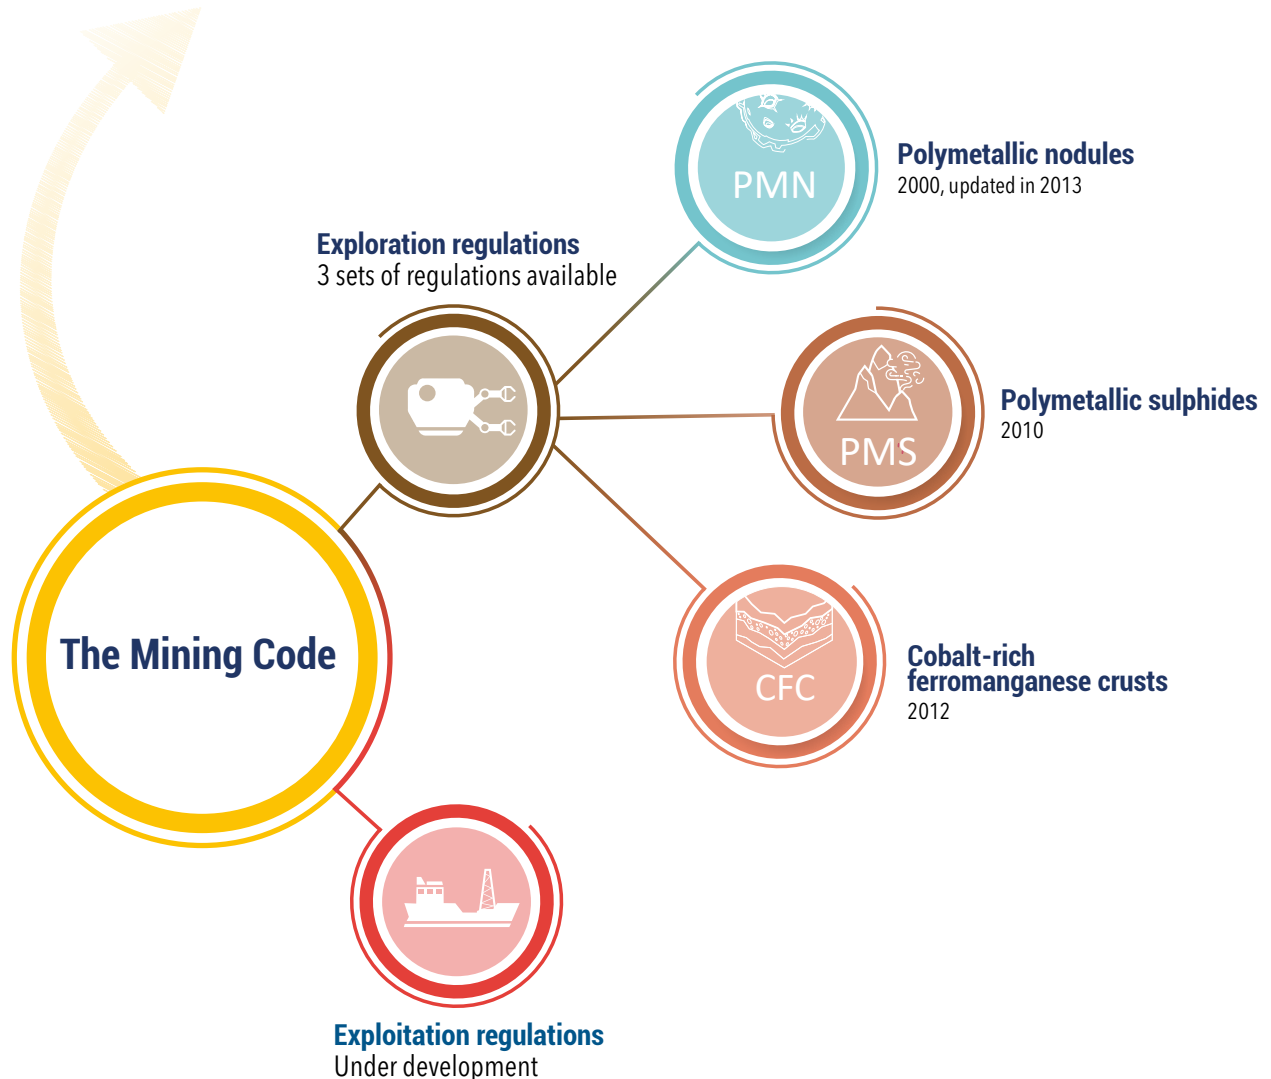 PMN
Polymetallic nodules
2000, updated in 2013
Exploration regulations
3 sets of regulations available
PMS
Polymetallic sulphides
2010
The Mining Code
CFC
Cobalt-rich
ferromanganese crusts
2012
Exploitation regulations
Under development